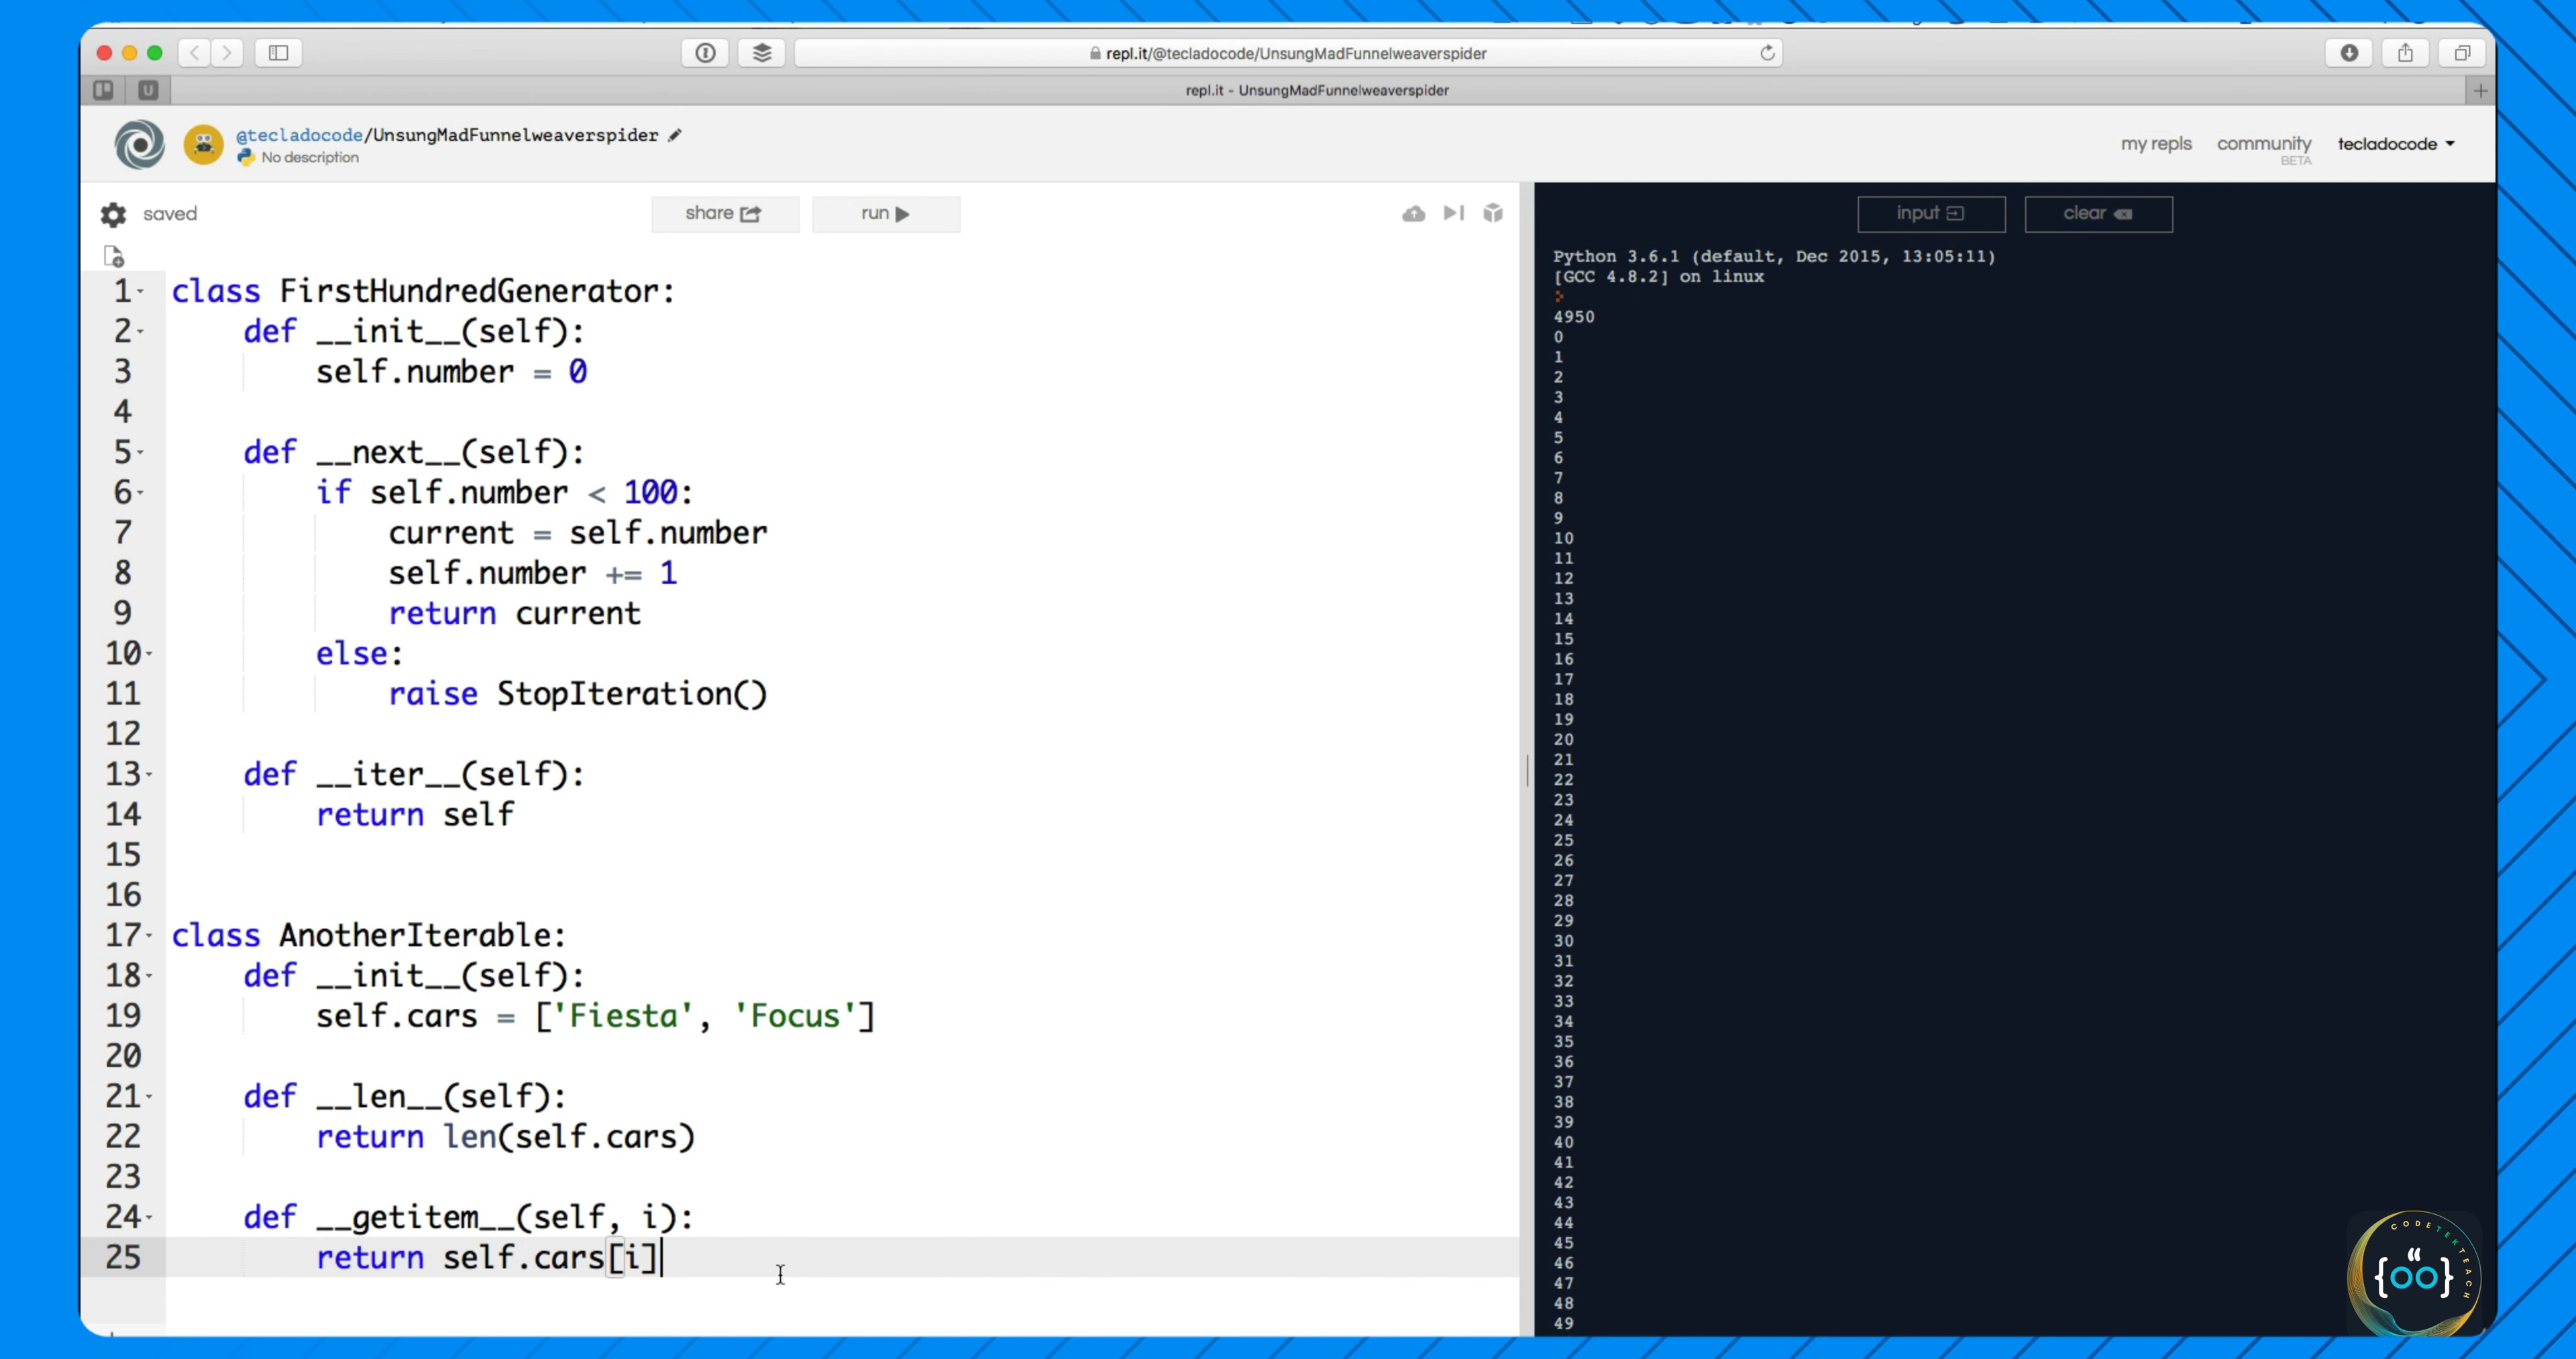 repl.it/@tecladocode/UnsungMadFunnelweaverspider
U
repl.it - UnsungMadFunnelweaverspider
+
@tecladocode/UnsungMadFunnelweaverspider
No description
my repls
community
BETA
tecladocode
saved
share
run
1 class FirstHundredGenerator:
2     def __init__(self):
3         self.number = 0
4
5     def __next__(self):
6         if self.number < 100:
7             current = self.number
8             self.number += 1
9             return current
10         else:
11             raise StopIteration()
12
13     def __iter__(self):
14         return self
15
16
17 class AnotherIterable:
18     def __init__(self):
19         self.cars = ['Fiesta', 'Focus']
20
21     def __len__(self):
22         return len(self.cars)
23
24     def __getitem__(self, i):
25         return self.cars[i]
input
clear
Python 3.6.1 (default, Dec 2015, 13:05:11)
[GCC 4.8.2] on linux
4950
0
1
2
3
4
5
6
7
8
9
10
11
12
13
14
15
16
17
18
19
20
21
22
23
24
25
26
27
28
29
30
31
32
33
34
35
36
37
38
39
40
41
42
43
44
45
46
47
48
49
CODETEKTEACH
{oo}